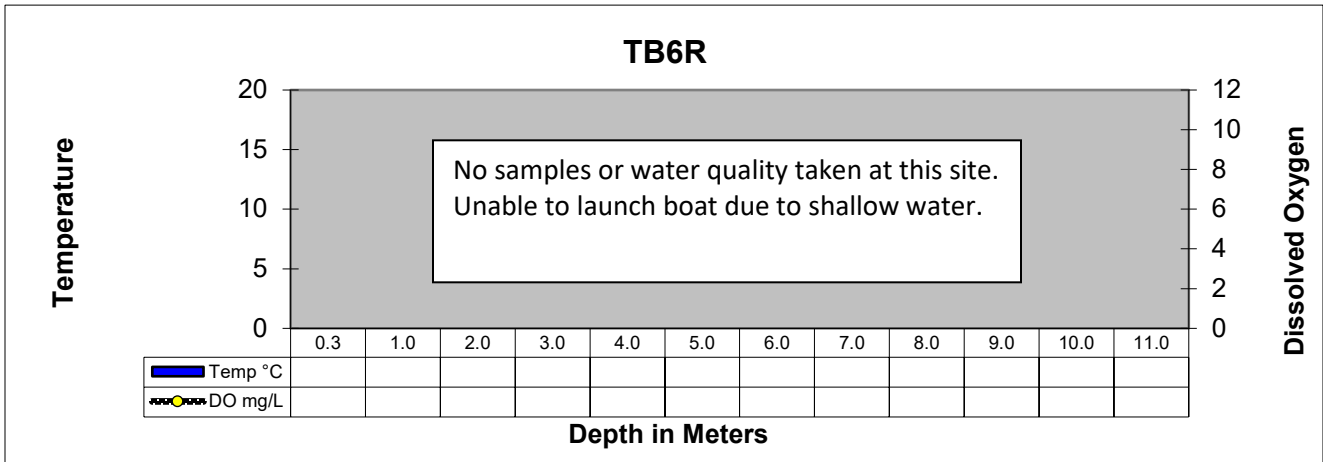 TB6R
20
15
10
5
0
Temperature
No samples or water quality taken at this site.
Unable to launch boat due to shallow water.
12
10
8
6
4
2
0
Dissolved Oxygen
0.3 1.0 2.0 3.0 4.0 5.0 6.0 7.0 8.0 9.0 10.0 11.0
Temp °C
DO mg/L
Depth in Meters